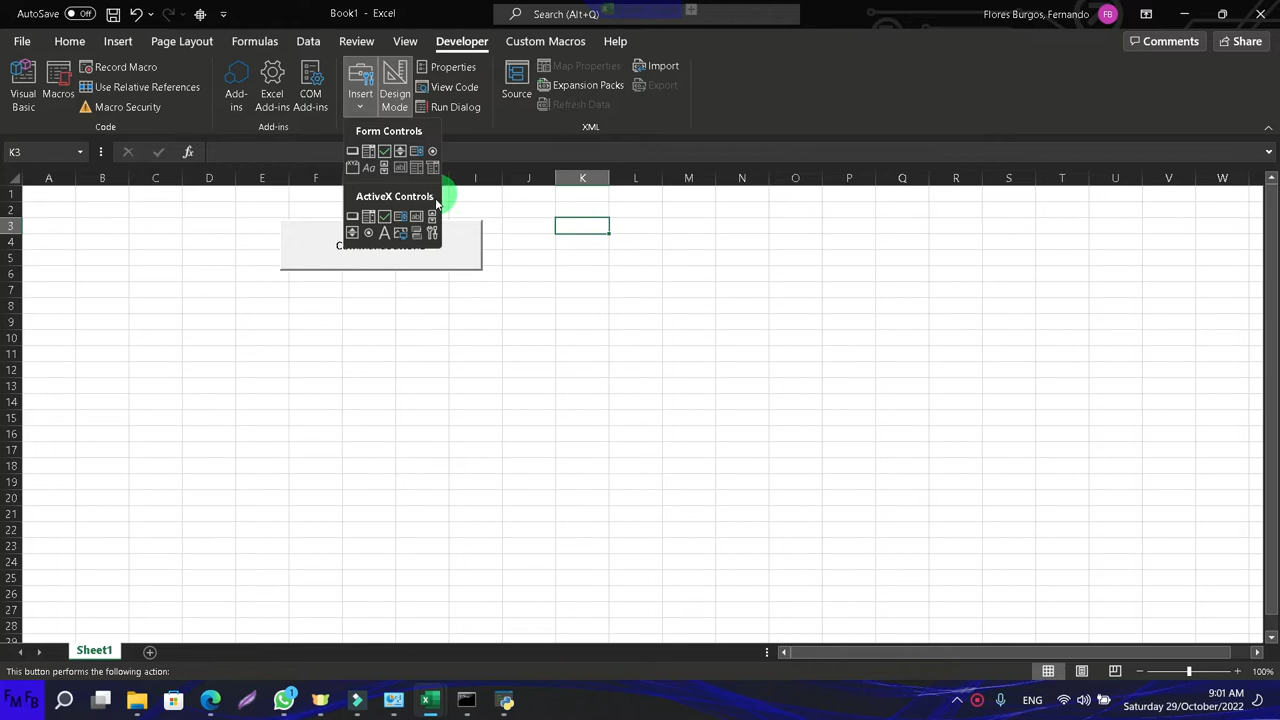 AutoSave Off
Book1 - Excel
Search (Alt+Q)
Flores Burgos, Fernando FB
File Home Insert Page Layout Formulas Data Review View Developer Custom Macros Help
Comments Share
Visual Basic
Macros
Record Macro
Use Relative References
Macro Security
Code
Add-ins
Excel Add-ins
COM Add-ins
Add-ins
Insert
Design Mode
Properties
View Code
Run Dialog
Source
Map Properties
Expansion Packs
Refresh Data
Import
Export
XML
Form Controls
Aa
ActiveX Controls
K3
fx
A B C D E F I J K L M N O P Q R S T U V W
1
2
3
4
5
6
7
8
9
10
11
12
13
14
15
16
17
18
19
20
21
22
23
24
25
26
27
28
29
Sheet1
This button performs the following action:
100%
FM FB
1
ENG
9:01 AM
Saturday 29/October/2022